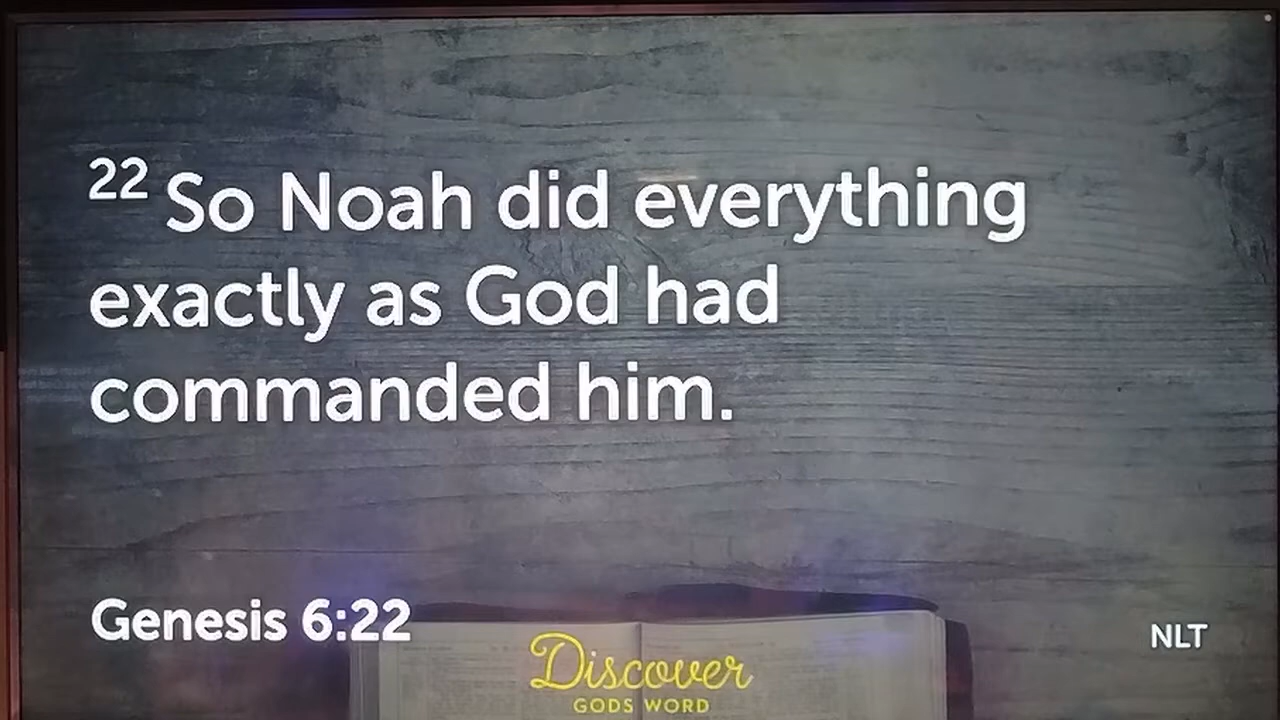 22 So Noah did everything
exactly as God had
commanded him.
Genesis 6:22
NLT
Discover
GODS WORD